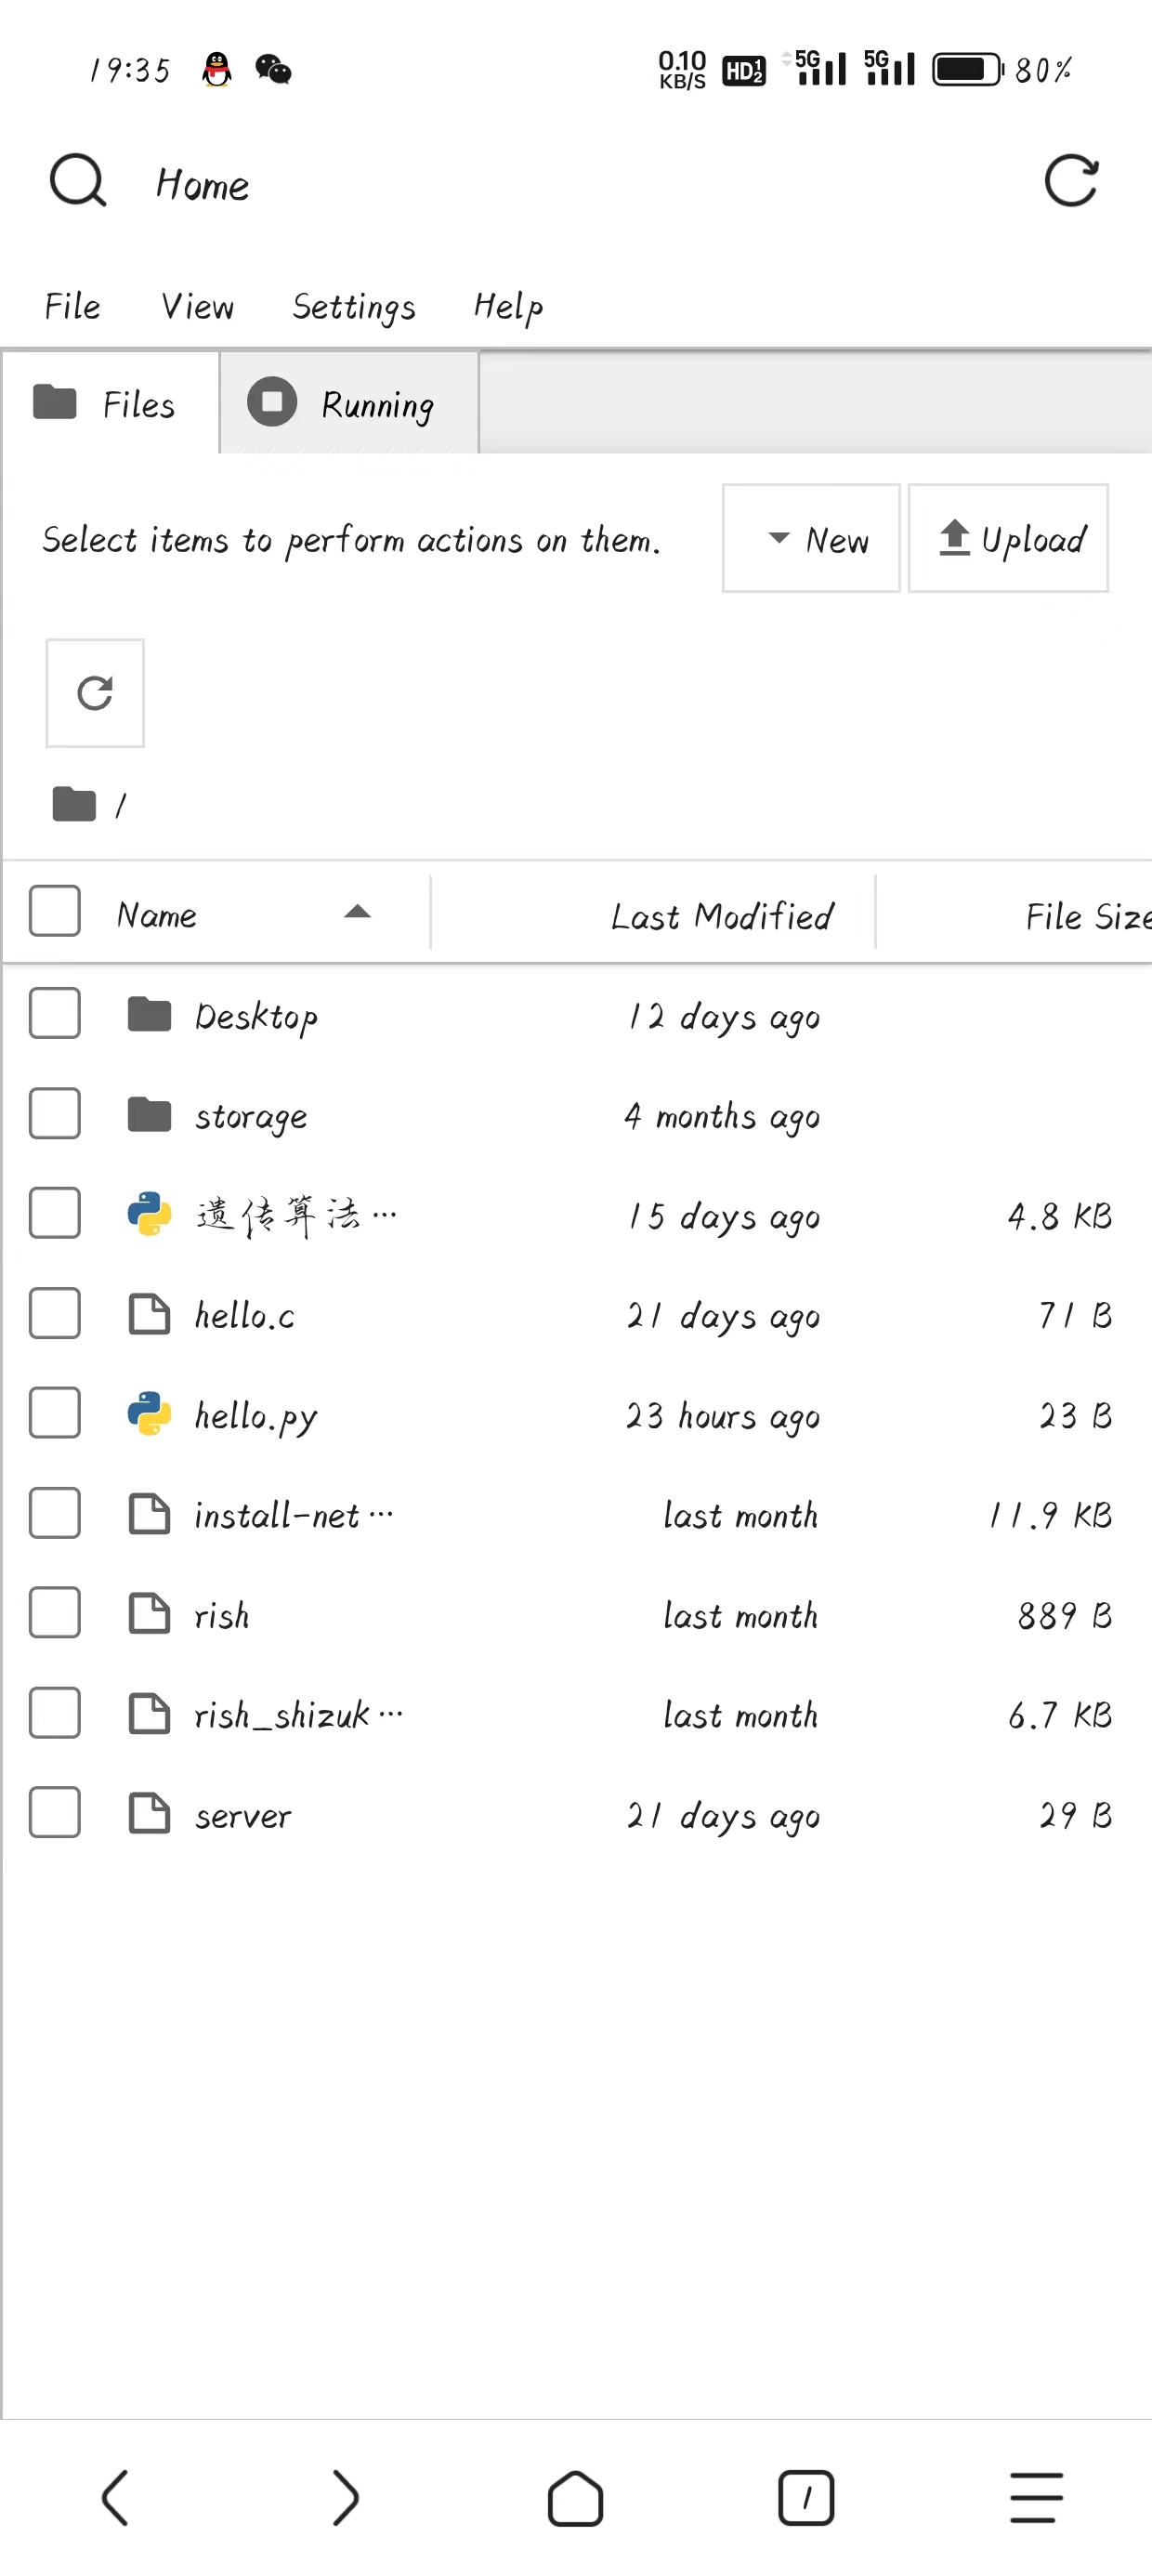 19:35 0.10 KB/S HD 1 2 5G 5G 80%
Home
File View Settings Help
Files Running
Select items to perform actions on them. New Upload
/
Name Last Modified File Size
Desktop 12 days ago
storage 4 months ago
遗传算法… 15 days ago 4.8 KB
hello.c 21 days ago 71 B
hello.py 23 hours ago 23 B
install-net… last month 11.9 KB
rish last month 889 B
rish_shizuk… last month 6.7 KB
server 21 days ago 29 B
1